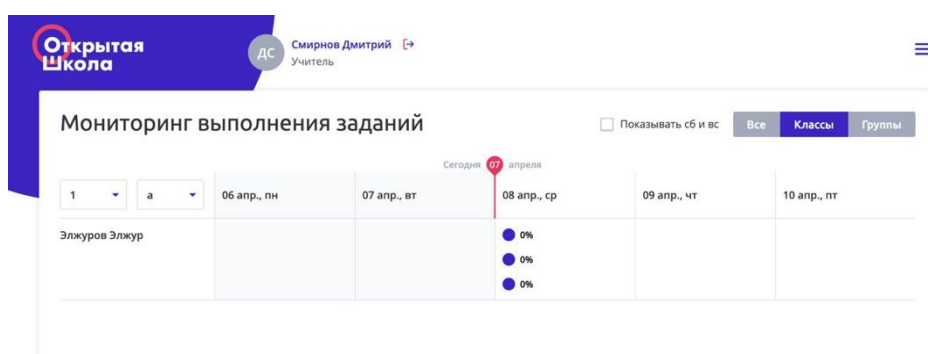 Открытая
Школа
ДС
Смирнов Дмитрий
Учитель
Мониторинг выполнения заданий
Показывать сб и вс
Все Классы Группы
Сегодня 07 апреля
1 а 06 апр., пн 07 апр., вт 08 апр., ср 09 апр., чт 10 апр., пт
Элжуров Элжур
0%
0%
0%